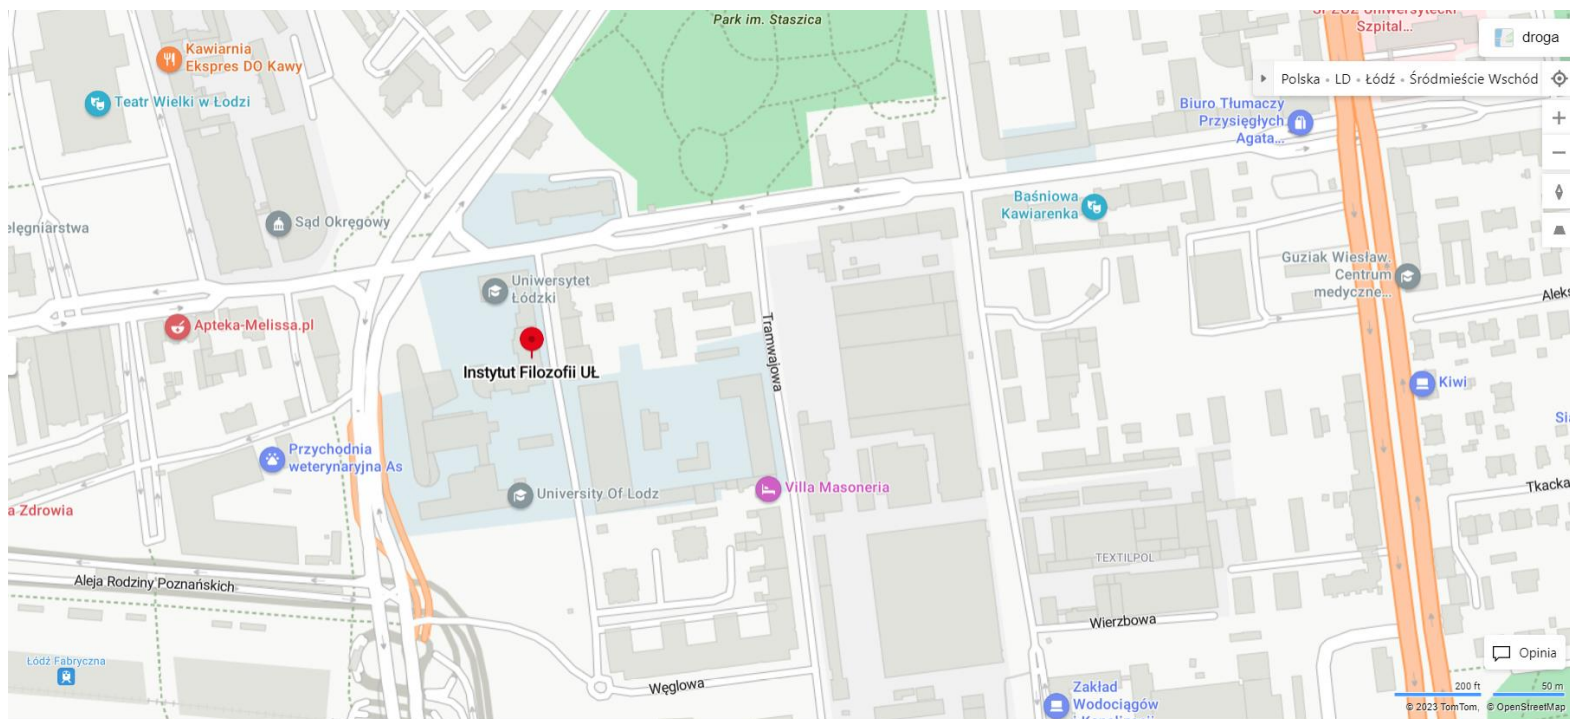 Park im. Staszica
Szpital...
droga
Kawiarnia
Ekspres DO Kawy
Polska • LD • Łódź • Śródmieście Wschód
Teatr Wielki w Łodzi
Biuro Tłumaczy
Przysięgłych
Agata...
Baśniowa
Kawiarenka
Sąd Okręgowy
Guziak Wiesław.
Centrum
medyczne...
Uniwersytet
Łódzki
Apteka-Melissa.pl
Tramwajowa
Instytut Filozofii UŁ
Kiwi
Przychodnia
weterynaryjna As
University Of Lodz
Villa Masoneria
Tkacka
a Zdrowia
TEXTILPOL
Aleja Rodziny Poznańskich
Wierzbowa
Łódź Fabryczna
Węglowa
Opinia
Zakład
Wodociągów
200 ft
50 m
© 2023 TomTom, © OpenStreetMap